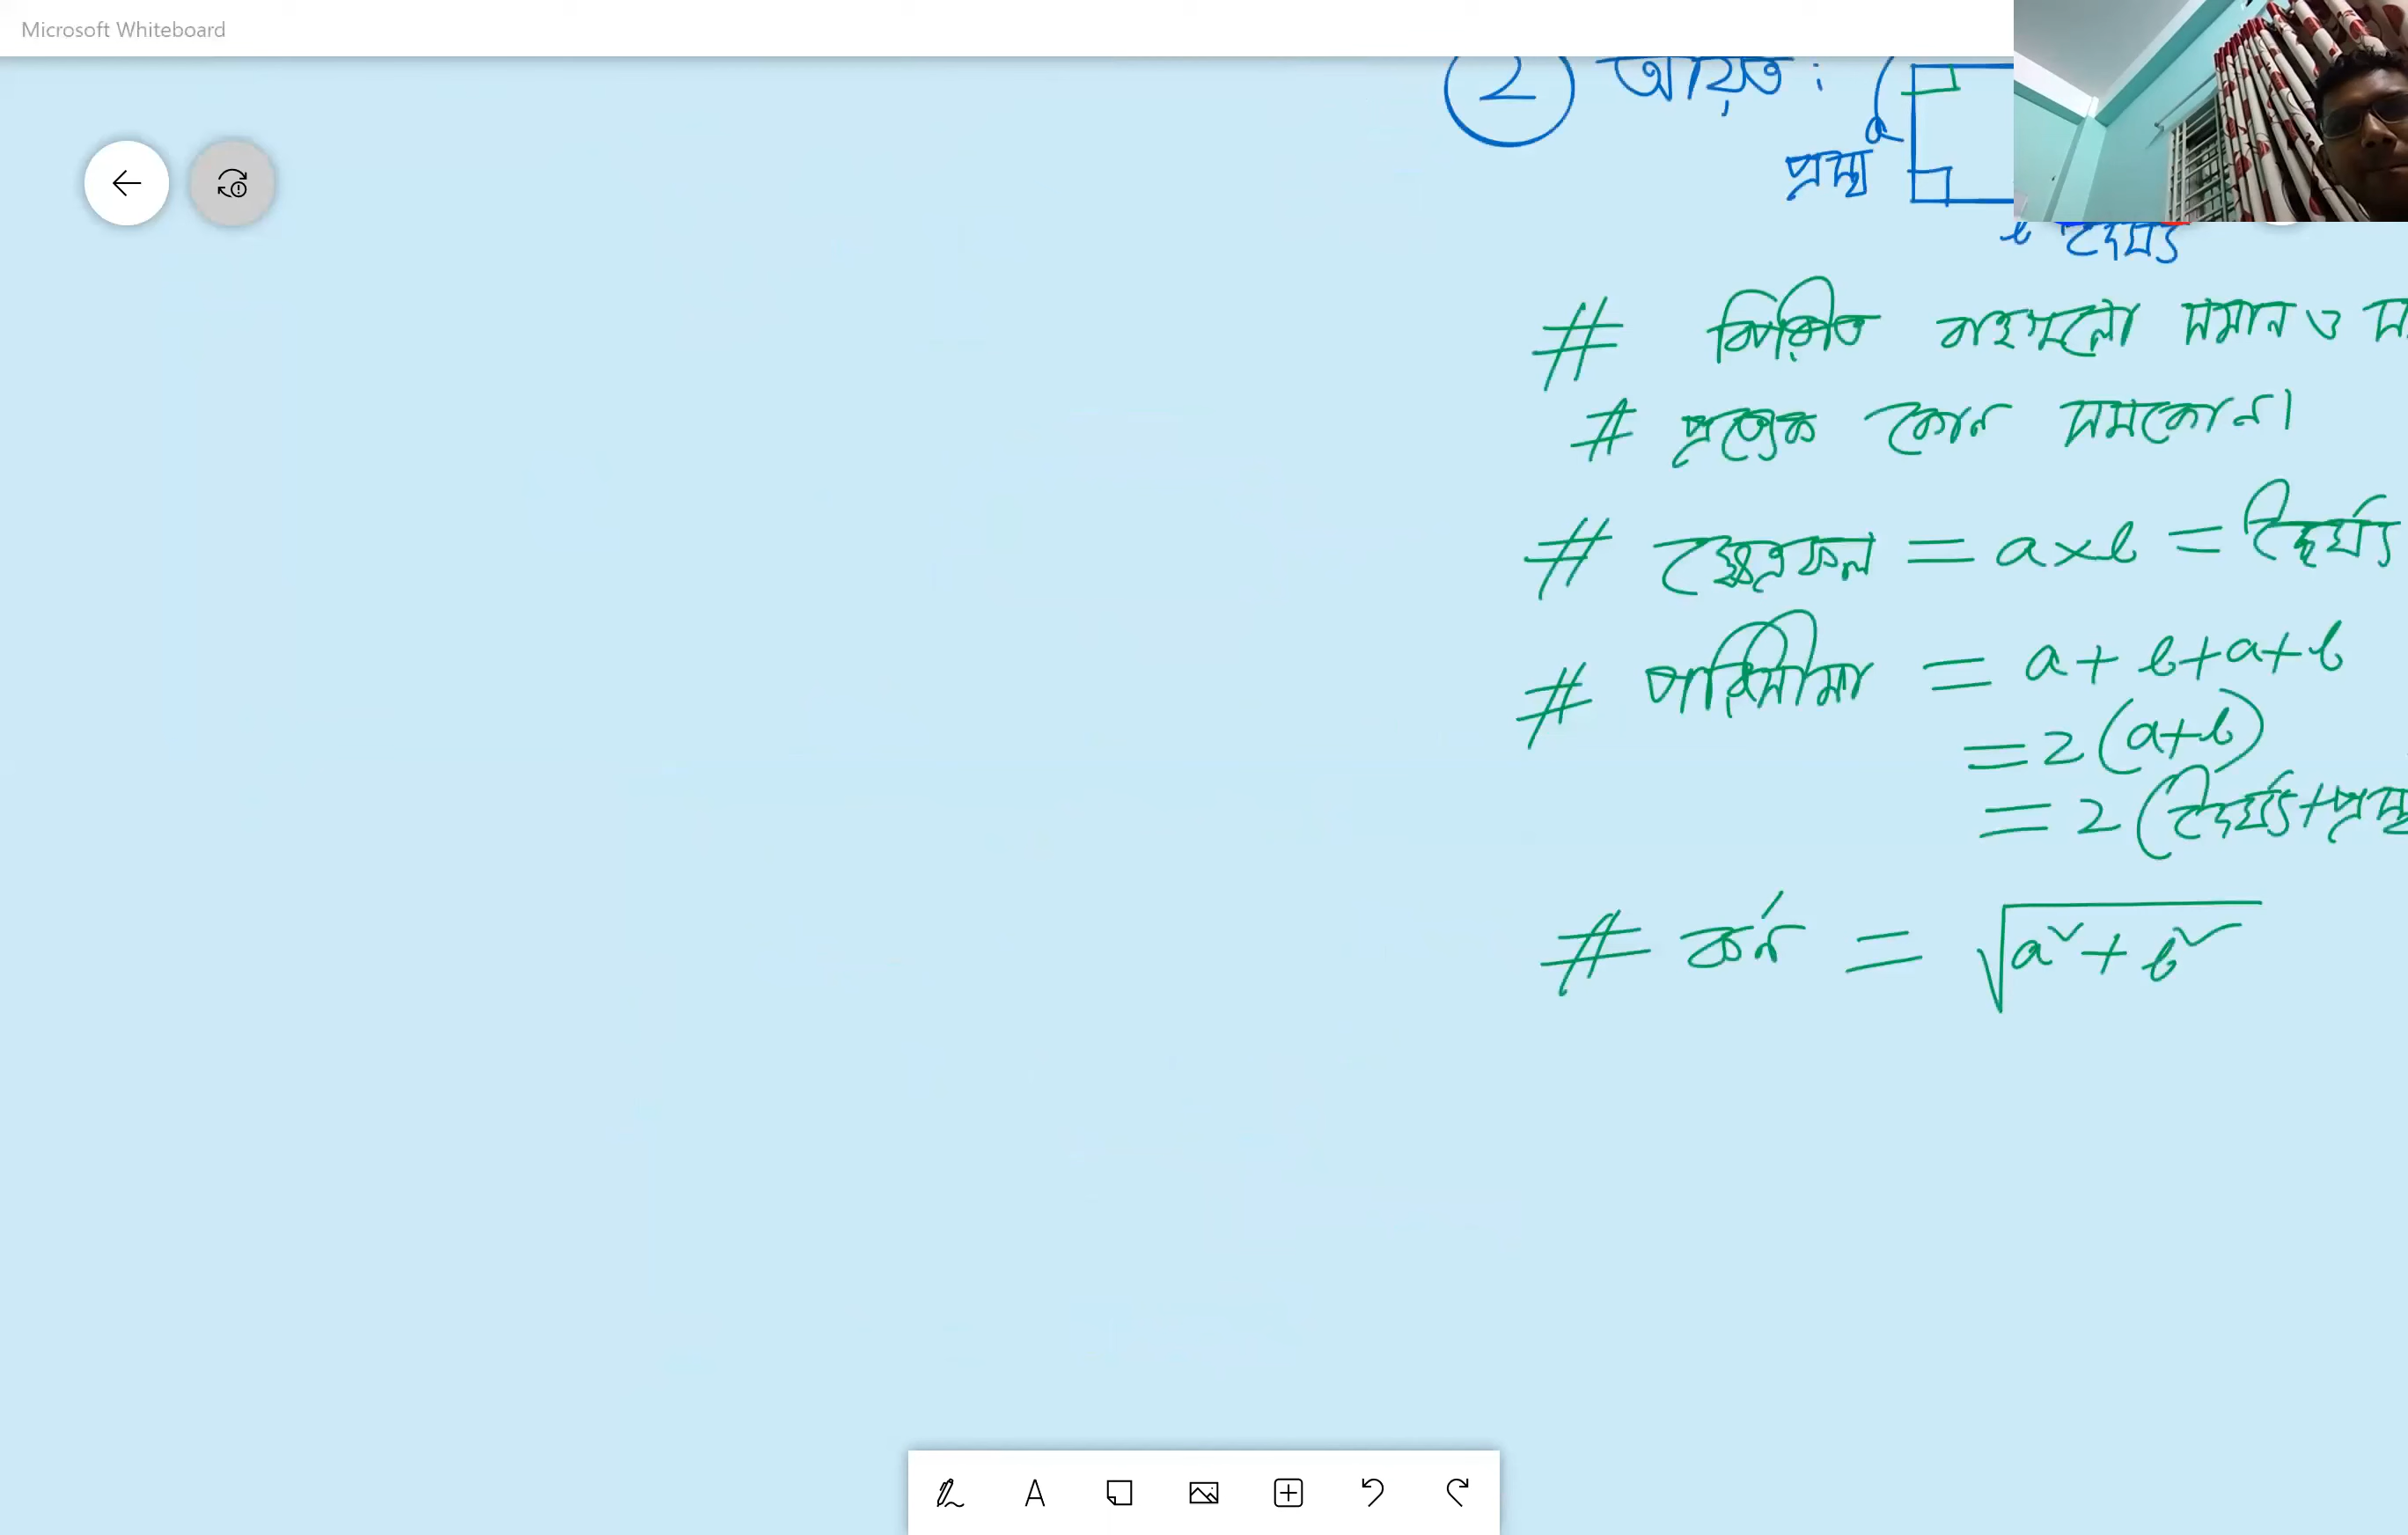 Microsoft Whiteboard
2 আয়ত :
a
প্রস্থ
b দৈর্ঘ্য
# বিপরীত বাহুগুলো সমান ও
# প্রত্যেক কোন সমকোন।
# ক্ষেত্রফল = a×b = দৈর্ঘ্য
# পরিসীমা = a+b+a+b
= 2(a+b)
= 2(দৈর্ঘ্য+প্রস্থ
# কর্ন = √a²+b²